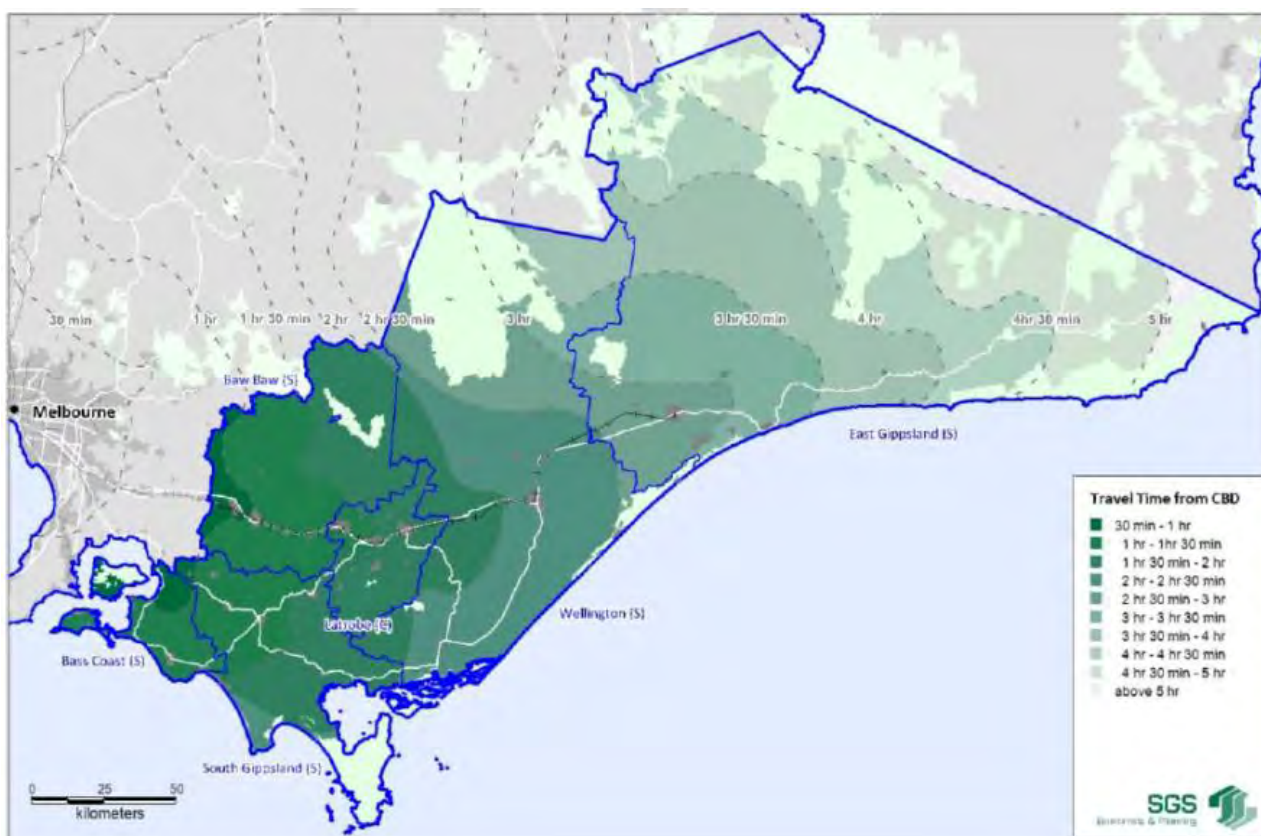 30 min
1 hr
1 hr 30 min
2 hr
2 hr 30 min
3 hr
3 hr 30 min
4 hr
4hr 30 min
5 hr
Baw Baw (S)
Melbourne
East Gippsland (S)
Wellington (S)
Latrobe (C)
Bass Coast (S)
South Gippsland (S)
0 25 50
kilometers
Travel Time from CBD
30 min - 1 hr
1 hr - 1hr 30 min
1 hr 30 min - 2 hr
2 hr - 2 hr 30 min
2 hr 30 min - 3 hr
3 hr - 3 hr 30 min
3 hr 30 min - 4 hr
4 hr - 4 hr 30 min
4 hr 30 min - 5 hr
above 5 hr
SGS
Economics & Planning